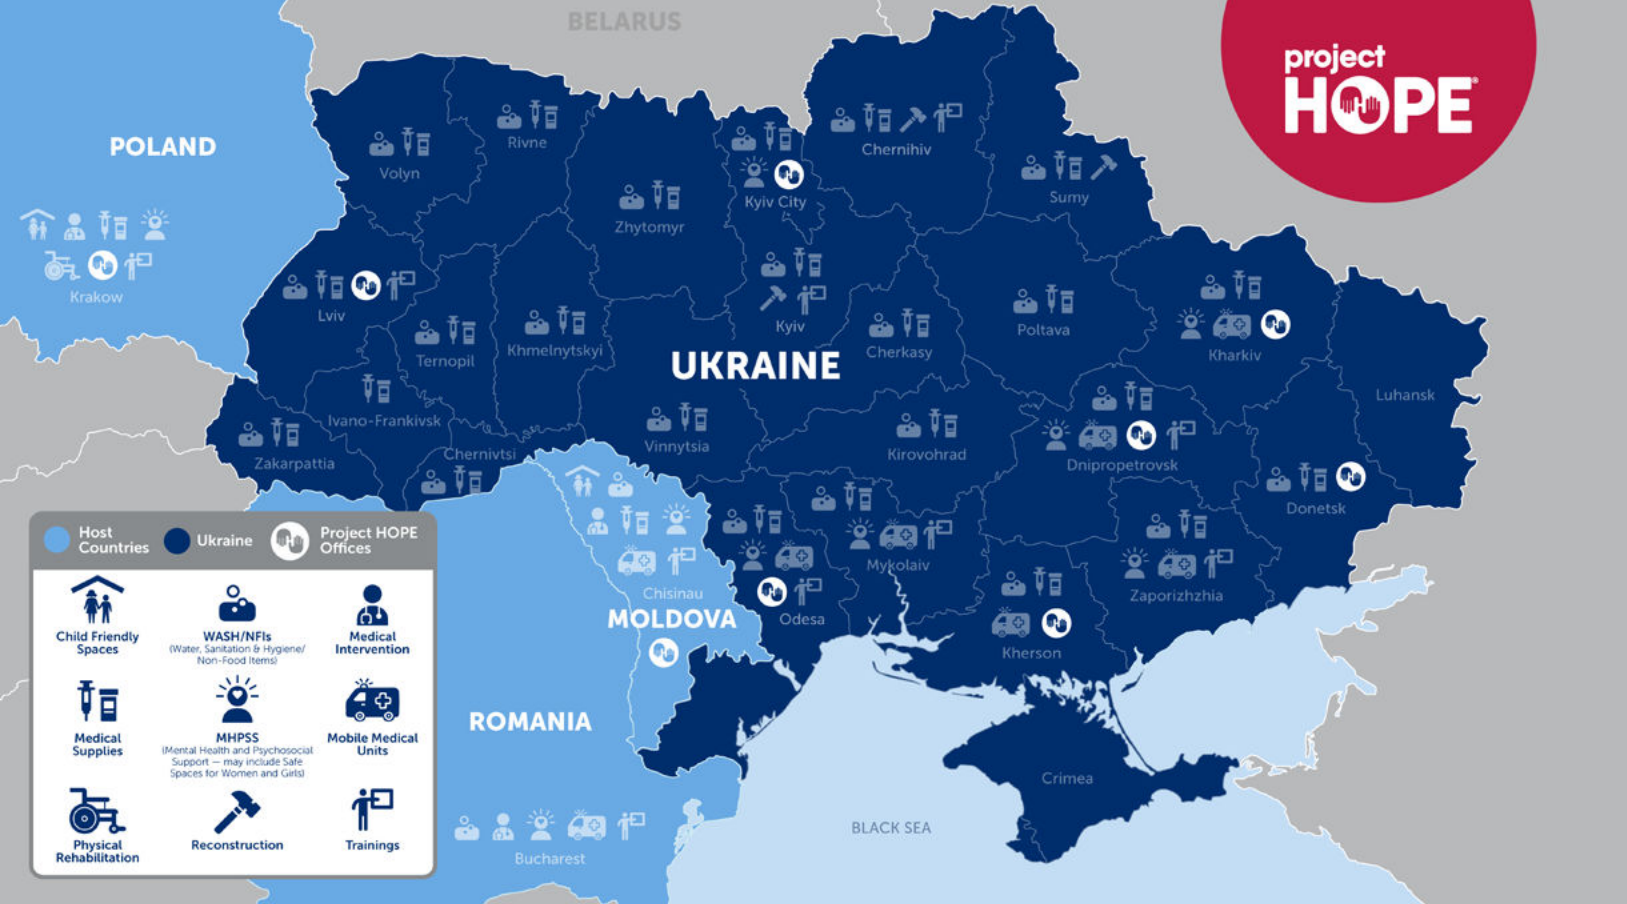 BELARUS
project
HOPE®
POLAND
Volyn
Rivne
Zhytomyr
Kyiv City
Chernihiv
Sumy
Krakow
Lviv
Ternopil
Khmelnytskyi
Kyiv
Cherkasy
Poltava
Kharkiv
UKRAINE
Luhansk
Ivano-Frankivsk
Zakarpattia
Chernivtsi
Vinnytsia
Kirovohrad
Dnipropetrovsk
Donetsk
Mykolaiv
Odesa
Zaporizhzhia
Kherson
Chisinau
MOLDOVA
ROMANIA
Bucharest
Crimea
BLACK SEA
Host
Countries
Ukraine
Project HOPE
Offices
Child Friendly
Spaces
WASH/NFIs
(Water, Sanitation & Hygiene/
Non-Food Items)
Medical
Intervention
Medical
Supplies
MHPSS
(Mental Health and Psychosocial
Support — may include Safe
Spaces for Women and Girls)
Mobile Medical
Units
Physical
Rehabilitation
Reconstruction
Trainings